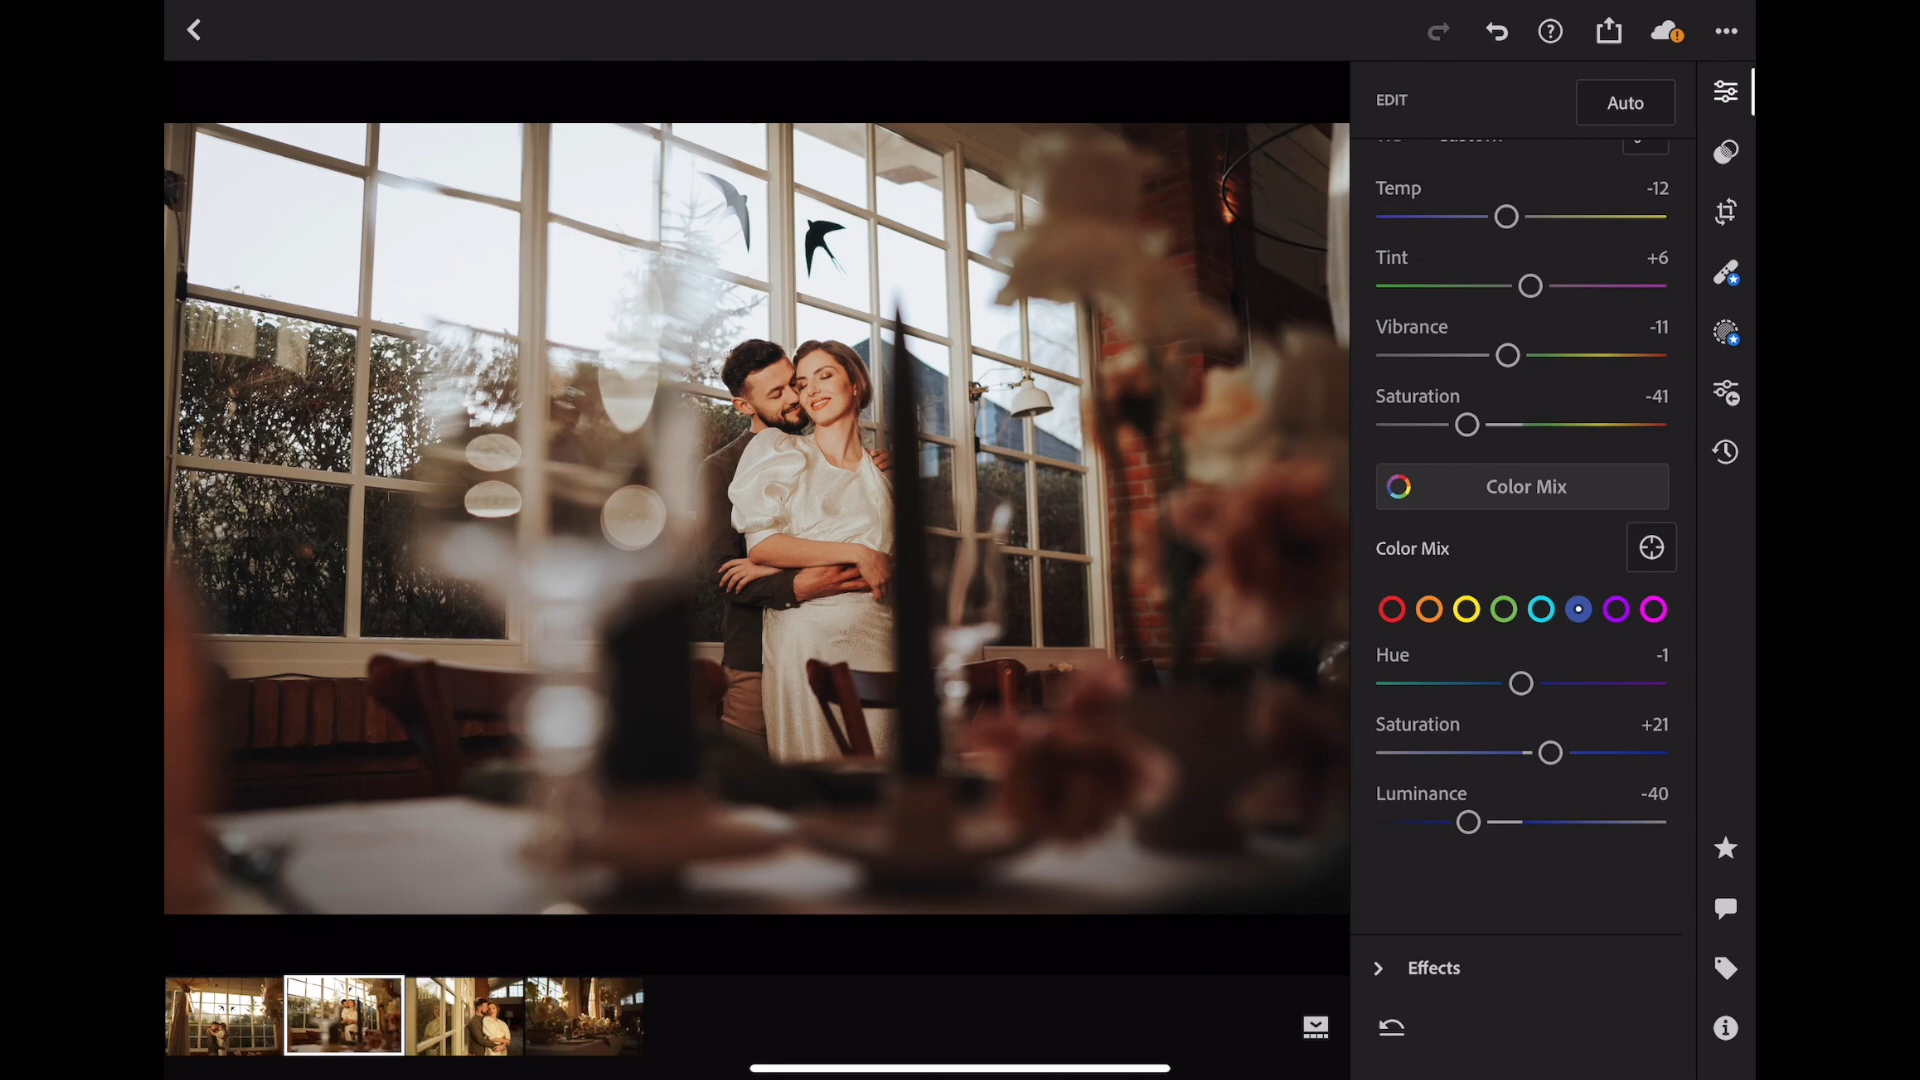 EDIT
Auto
Temp -12
Tint +6
Vibrance -11
Saturation -41
Color Mix
Color Mix
Hue -1
Saturation +21
Luminance -40
Effects